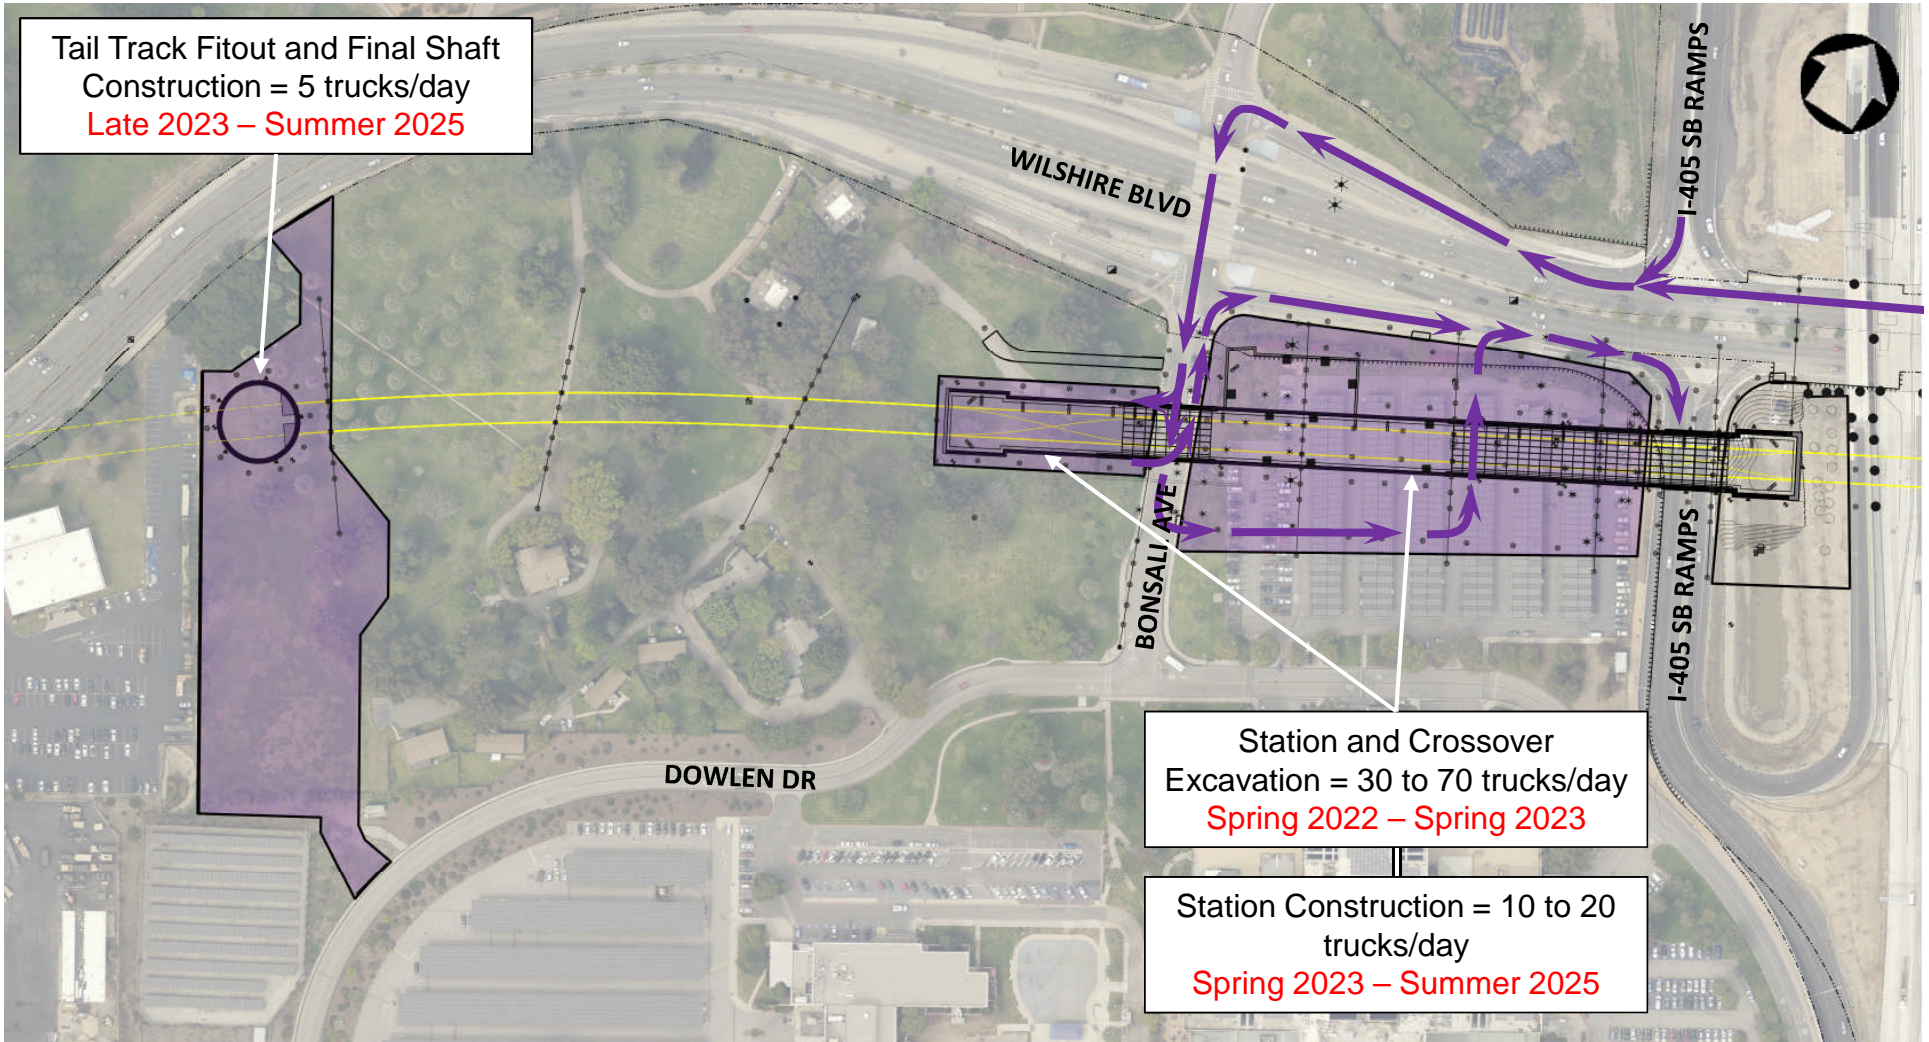 Tail Track Fitout and Final Shaft
Construction = 5 trucks/day
Late 2023 – Summer 2025
WILSHIRE BLVD
I-405 SB RAMPS
BONSALL AVE
I-405 SB RAMPS
DOWLEN DR
Station and Crossover
Excavation = 30 to 70 trucks/day
Spring 2022 – Spring 2023
Station Construction = 10 to 20
trucks/day
Spring 2023 – Summer 2025